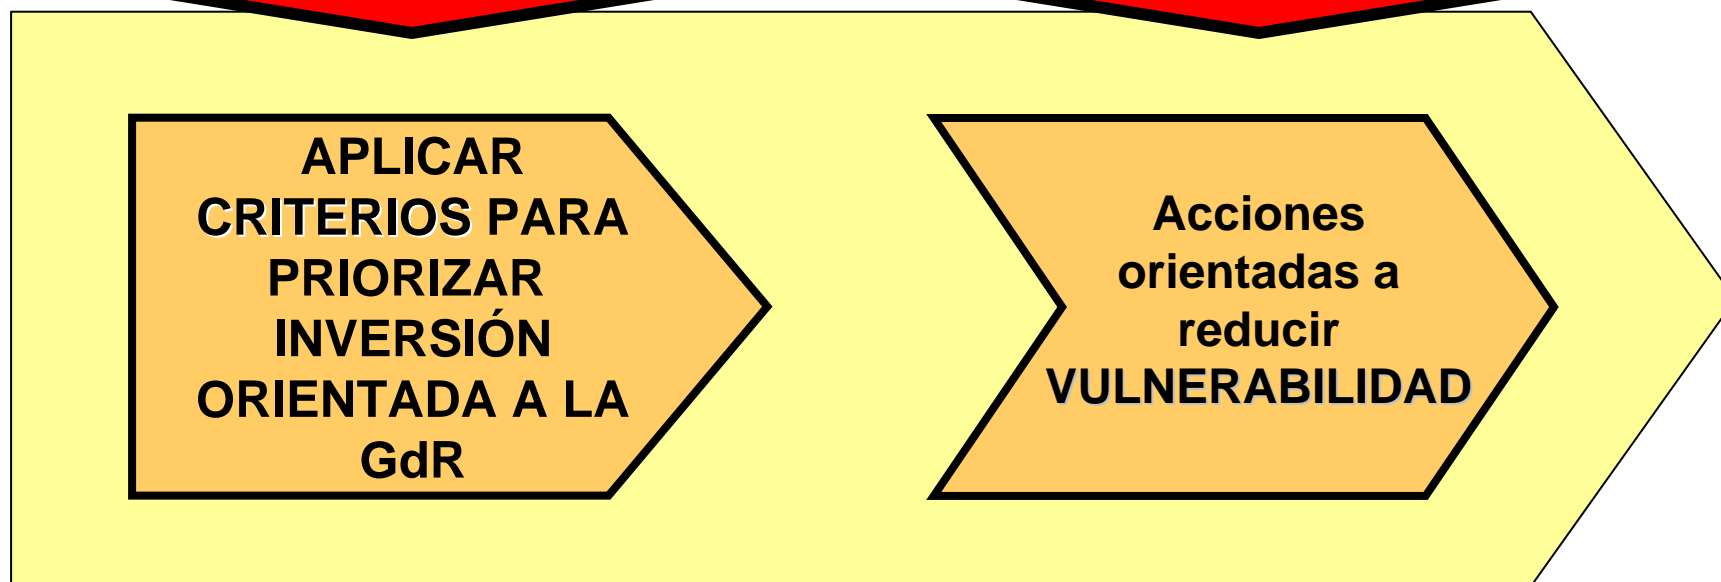 APLICAR
CRITERIOS PARA
PRIORIZAR
INVERSIÓN
ORIENTADA A LA
GdR
Acciones
orientadas a
reducir
VULNERABILIDAD